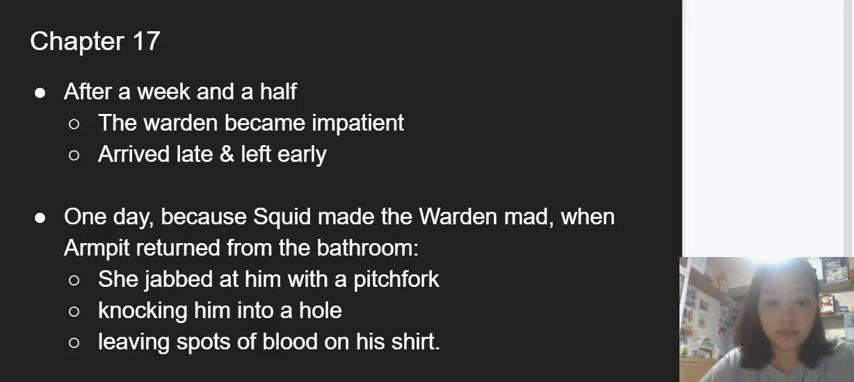 Chapter 17
● After a week and a half
○ The warden became impatient
○ Arrived late & left early
● One day, because Squid made the Warden mad, when
Armpit returned from the bathroom:
○ She jabbed at him with a pitchfork
○ knocking him into a hole
○ leaving spots of blood on his shirt.